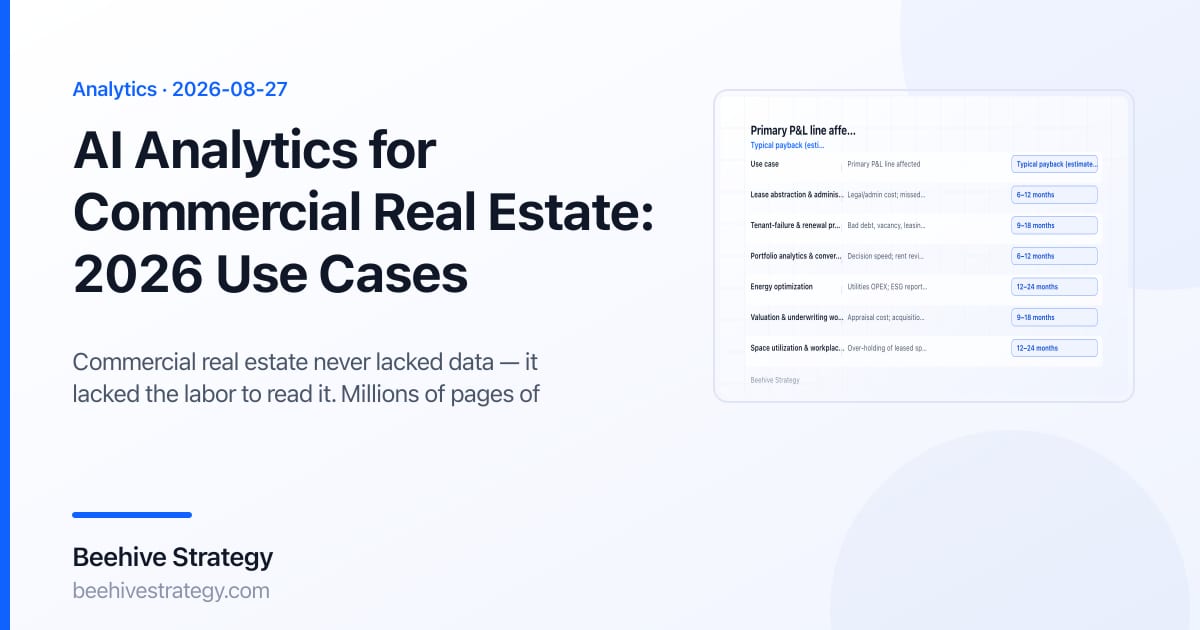 Analytics · 2026-08-27
AI Analytics for
Commercial Real Estate:
2026 Use Cases
Commercial real estate never lacked data — it
lacked the labor to read it. Millions of pages of
Beehive Strategy
beehivestrategy.com
Primary P&L line affe...
Typical payback (esti...
Use case Primary P&L line affected Typical payback (estimate...
Lease abstraction & adminis... Legal/admin cost; missed... 6–12 months
Tenant-failure & renewal pr... Bad debt, vacancy, leasin... 9–18 months
Portfolio analytics & conver... Decision speed; rent revi... 6–12 months
Energy optimization Utilities OPEX; ESG report... 12–24 months
Valuation & underwriting wo... Appraisal cost; acquisitio... 9–18 months
Space utilization & workplac... Over-holding of leased sp... 12–24 months
Beehive Strategy